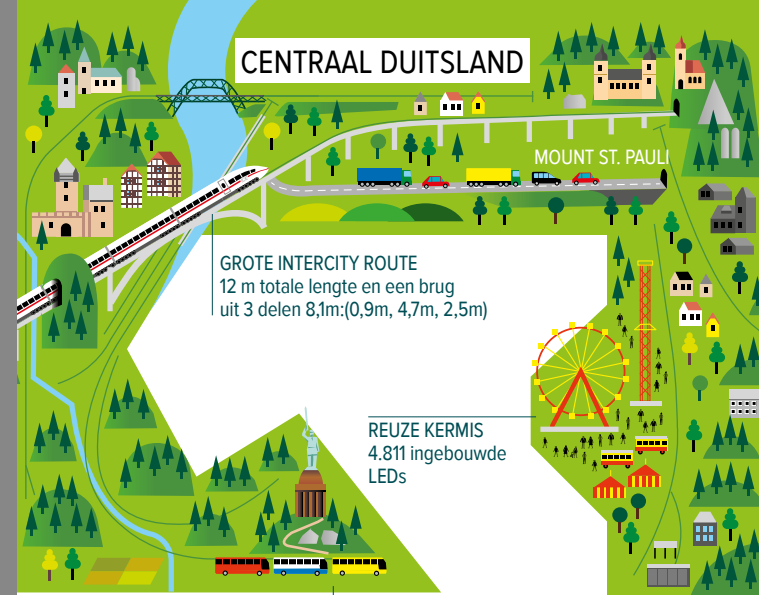 CENTRAAL DUITSLAND
MOUNT ST. PAULI
GROTE INTERCITY ROUTE
12 m totale lengte en een brug
uit 3 delen 8,1m:(0,9m, 4,7m, 2,5m)
REUZE KERMIS
4.811 ingebouwde
LEDs